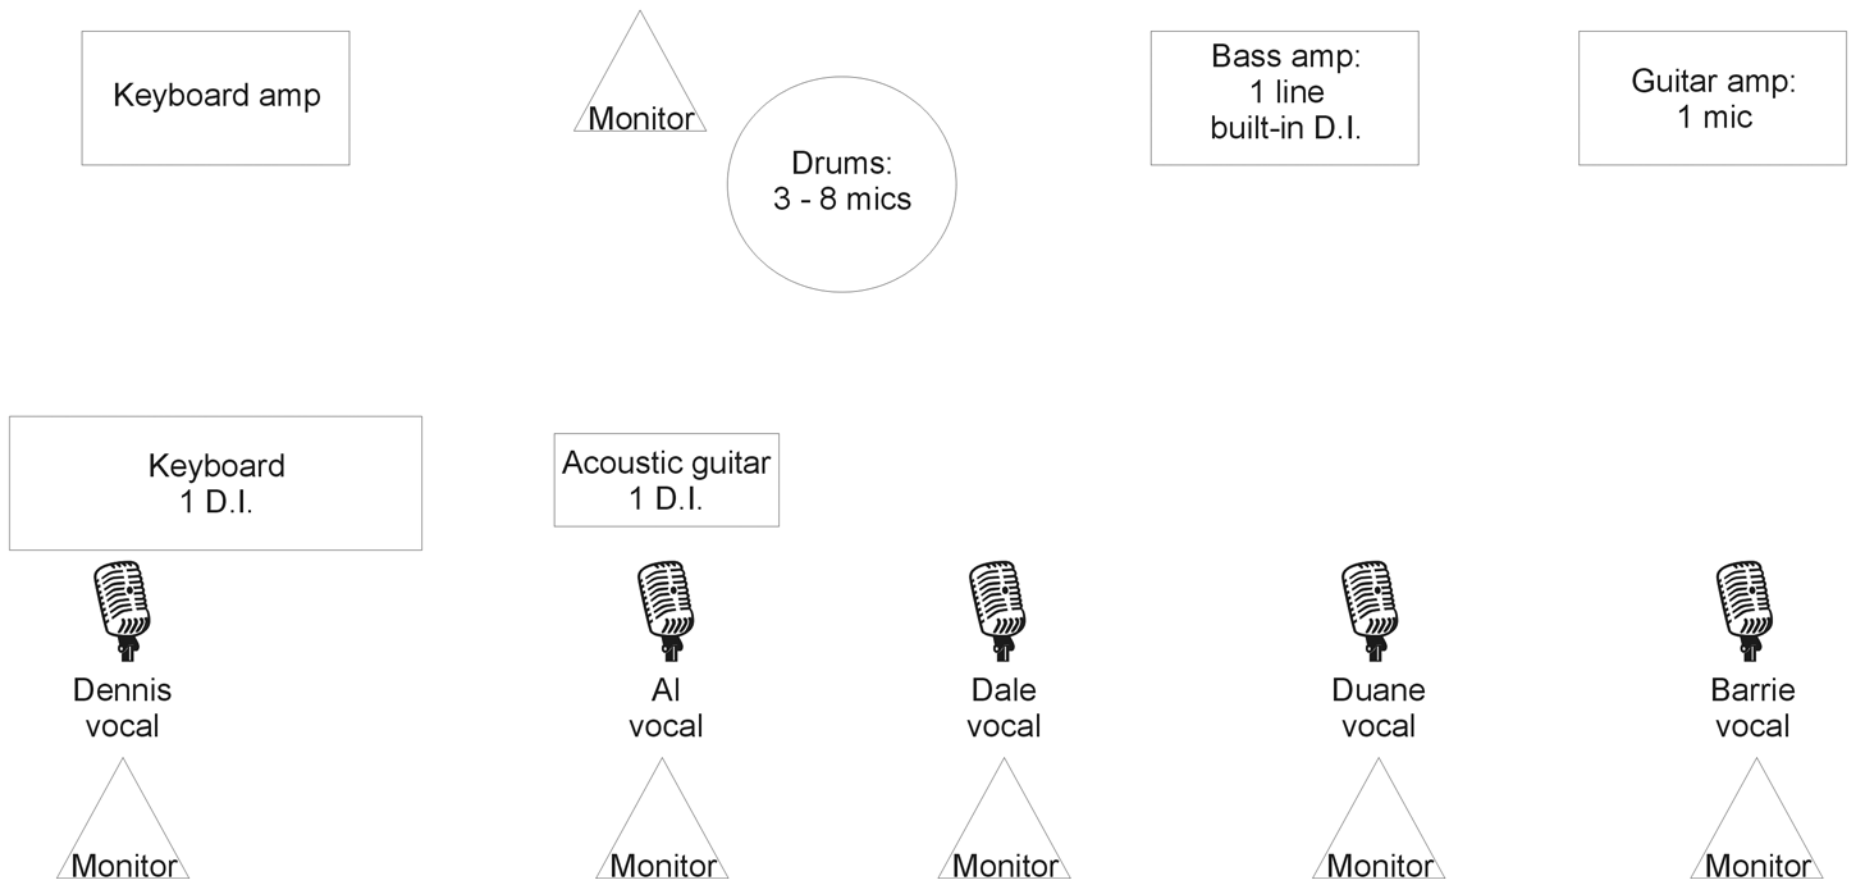 Keyboard amp
Monitor
Drums:
3 - 8 mics
Bass amp:
1 line
built-in D.I.
Guitar amp:
1 mic
Keyboard
1 D.I.
Acoustic guitar
1 D.I.
Dennis
vocal
Al
vocal
Dale
vocal
Duane
vocal
Barrie
vocal
Monitor
Monitor
Monitor
Monitor
Monitor